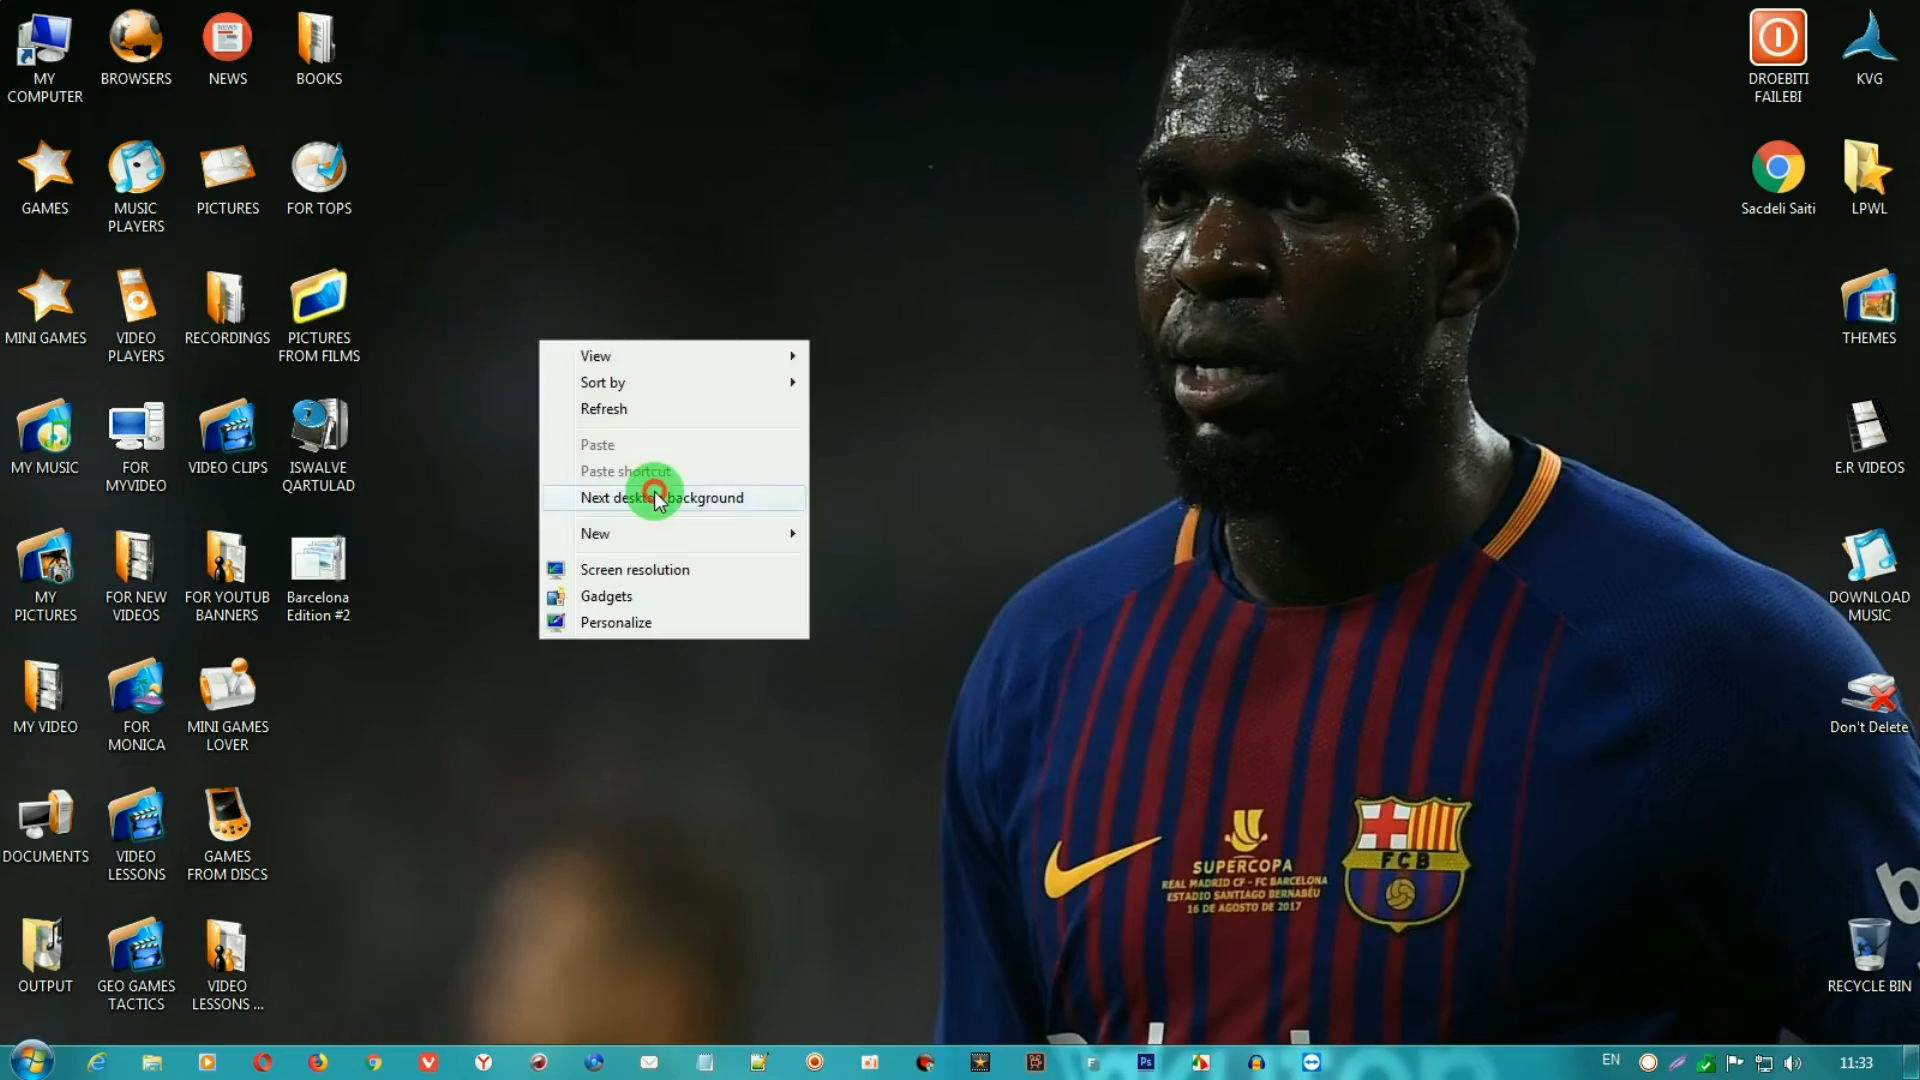 MY
COMPUTER
BROWSERS
NEWS
BOOKS
GAMES
MUSIC
PLAYERS
PICTURES
FOR TOPS
MINI GAMES
VIDEO
PLAYERS
RECORDINGS
PICTURES
FROM FILMS
MY MUSIC
FOR
MYVIDEO
VIDEO CLIPS
ISWALVE
QARTULAD
MY
PICTURES
FOR NEW
VIDEOS
FOR YOUTUB
BANNERS
Barcelona
Edition #2
MY VIDEO
FOR
MONICA
MINI GAMES
LOVER
DOCUMENTS
VIDEO
LESSONS
GAMES
FROM DISCS
OUTPUT
GEO GAMES
TACTICS
VIDEO
LESSONS ...
View
Sort by
Refresh
Paste
Paste shortcut
Next desktop background
New
Screen resolution
Gadgets
Personalize
DROEBITI
FAILEBI
KVG
Sacdeli Saiti
LPWL
THEMES
E.R VIDEOS
DOWNLOAD
MUSIC
Don't Delete
RECYCLE BIN
SUPERCOPA
REAL MADRID CF - FC BARCELONA
ESTADIO SANTIAGO BERNABÉU
16 DE AGOSTO DE 2017
FCB
Ps
EN
11:33